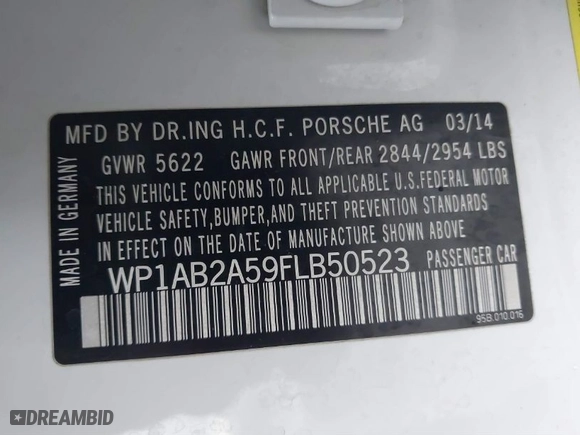 MFD BY DR.ING H.C.F. PORSCHE AG 03/14
GVWR 5622 GAWR FRONT/REAR 2844/2954 LBS
THIS VEHICLE CONFORMS TO ALL APPLICABLE U.S.FEDERAL MOTOR
VEHICLE SAFETY,BUMPER,AND THEFT PREVENTION STANDARDS
IN EFFECT ON THE DATE OF MANUFACTURE SHOWN ABOVE
WP1AB2A59FLB50523 PASSENGER CAR
MADE IN GERMANY
95B.010.016
DREAMBID